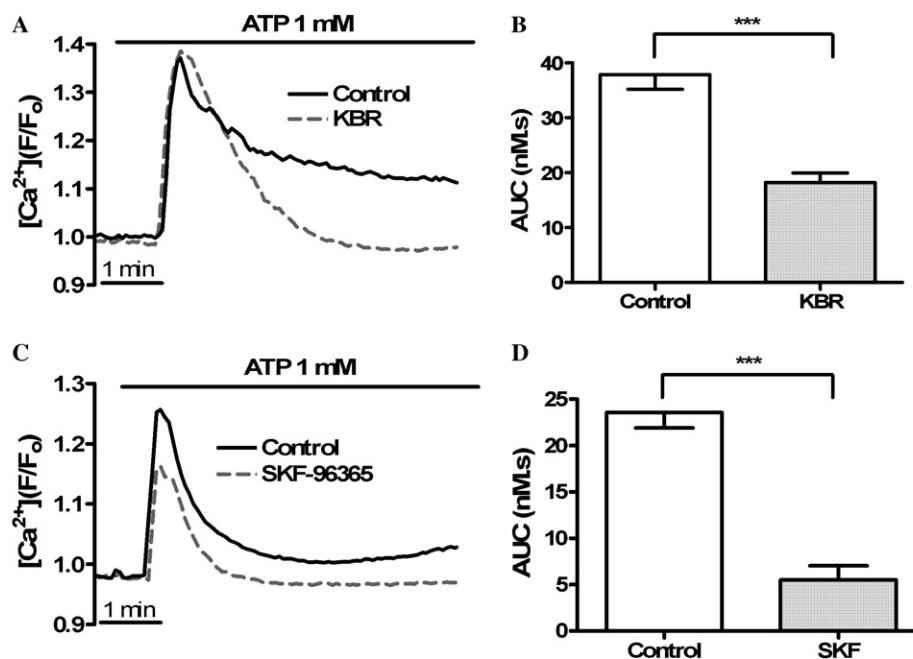 A
ATP 1 mM
[Ca²⁺](F/Fo)
1.4
1.3
1.2
1.1
1.0
0.9
Control
KBR
1 min
B
***
AUC (nM.s)
40
30
20
10
0
Control
KBR
C
ATP 1 mM
[Ca²⁺](F/Fo)
1.3
1.2
1.1
1.0
0.9
Control
SKF-96365
1 min
D
***
AUC (nM.s)
25
20
15
10
5
0
Control
SKF